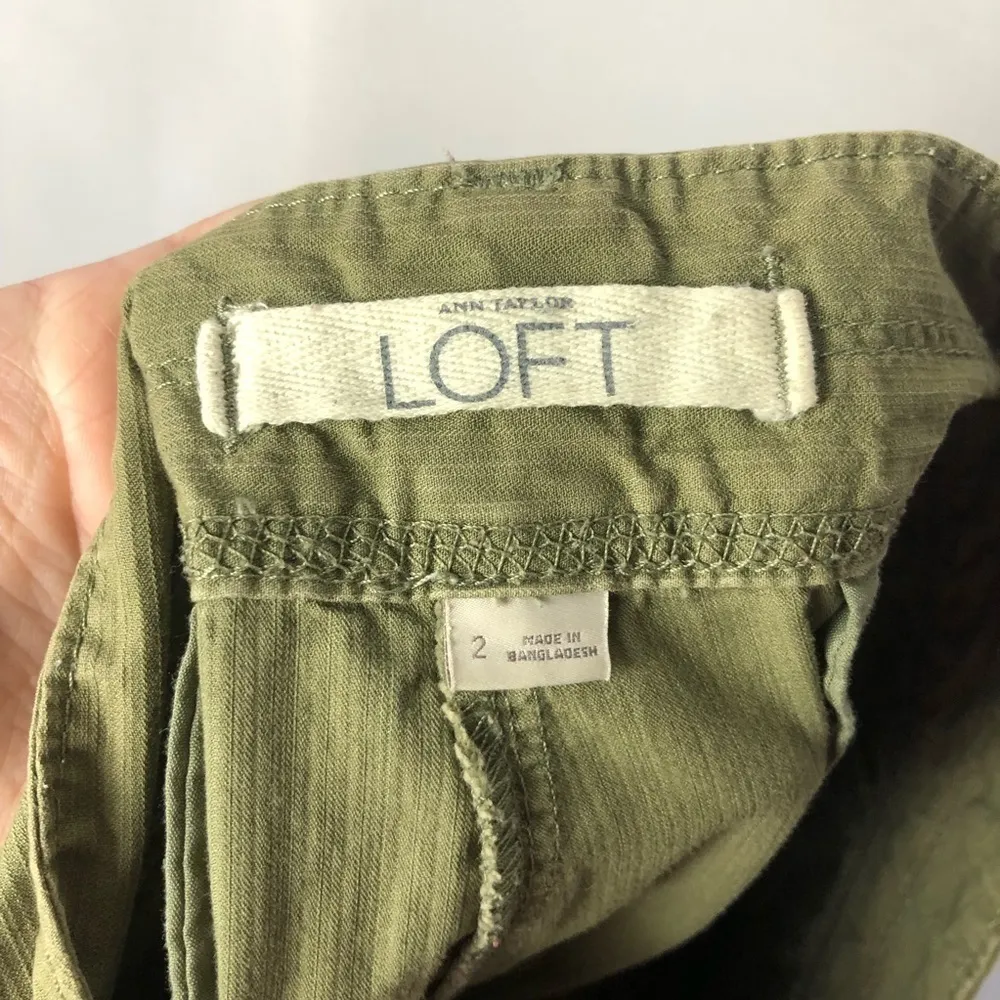 ANN TAYLOR
LOFT
2
MADE IN
BANGLADESH